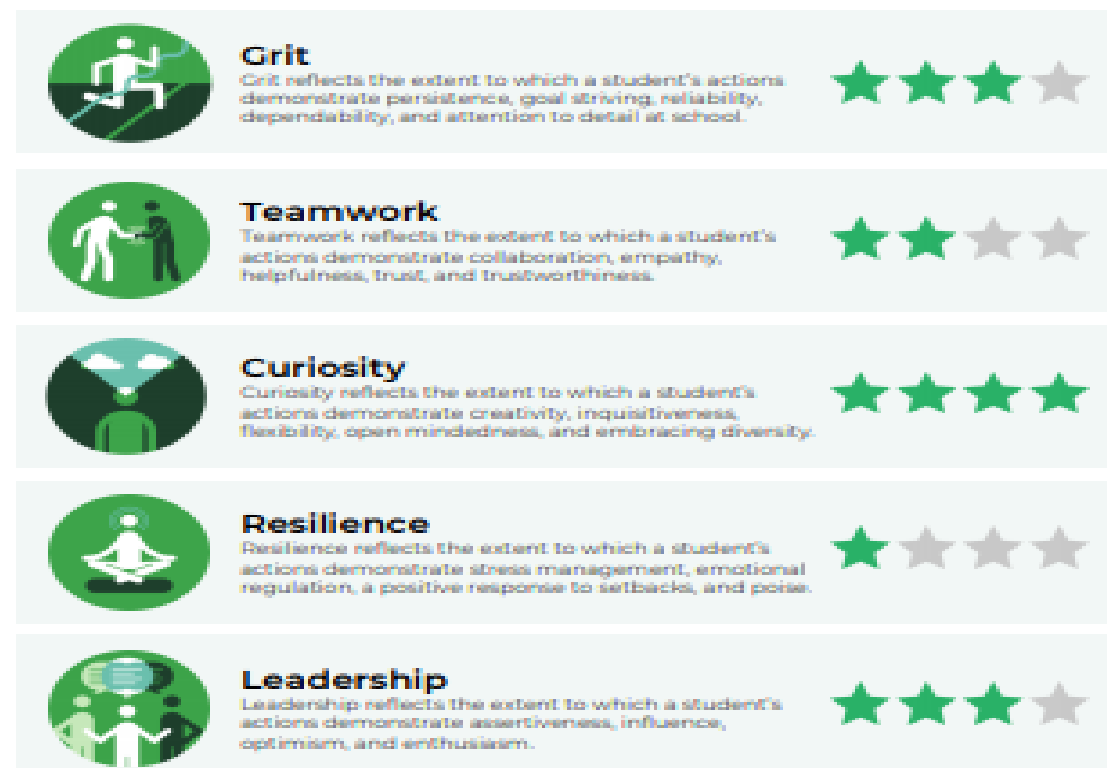 Grit
Grit reflects the extent to which a student's actions
demonstrate persistence, goal striving, reliability,
dependability, and attention to detail at school.
Teamwork
Teamwork reflects the extent to which a student's
actions demonstrate collaboration, empathy,
helpfulness, trust, and trustworthiness.
Curiosity
Curiosity reflects the extent to which a student's
actions demonstrate creativity, inquisitiveness,
flexibility, open mindedness, and embracing diversity.
Resilience
Resilience reflects the extent to which a student's
actions demonstrate stress management, emotional
regulation, a positive response to setbacks, and poise.
Leadership
Leadership reflects the extent to which a student's
actions demonstrate assertiveness, influence,
optimism, and enthusiasm.